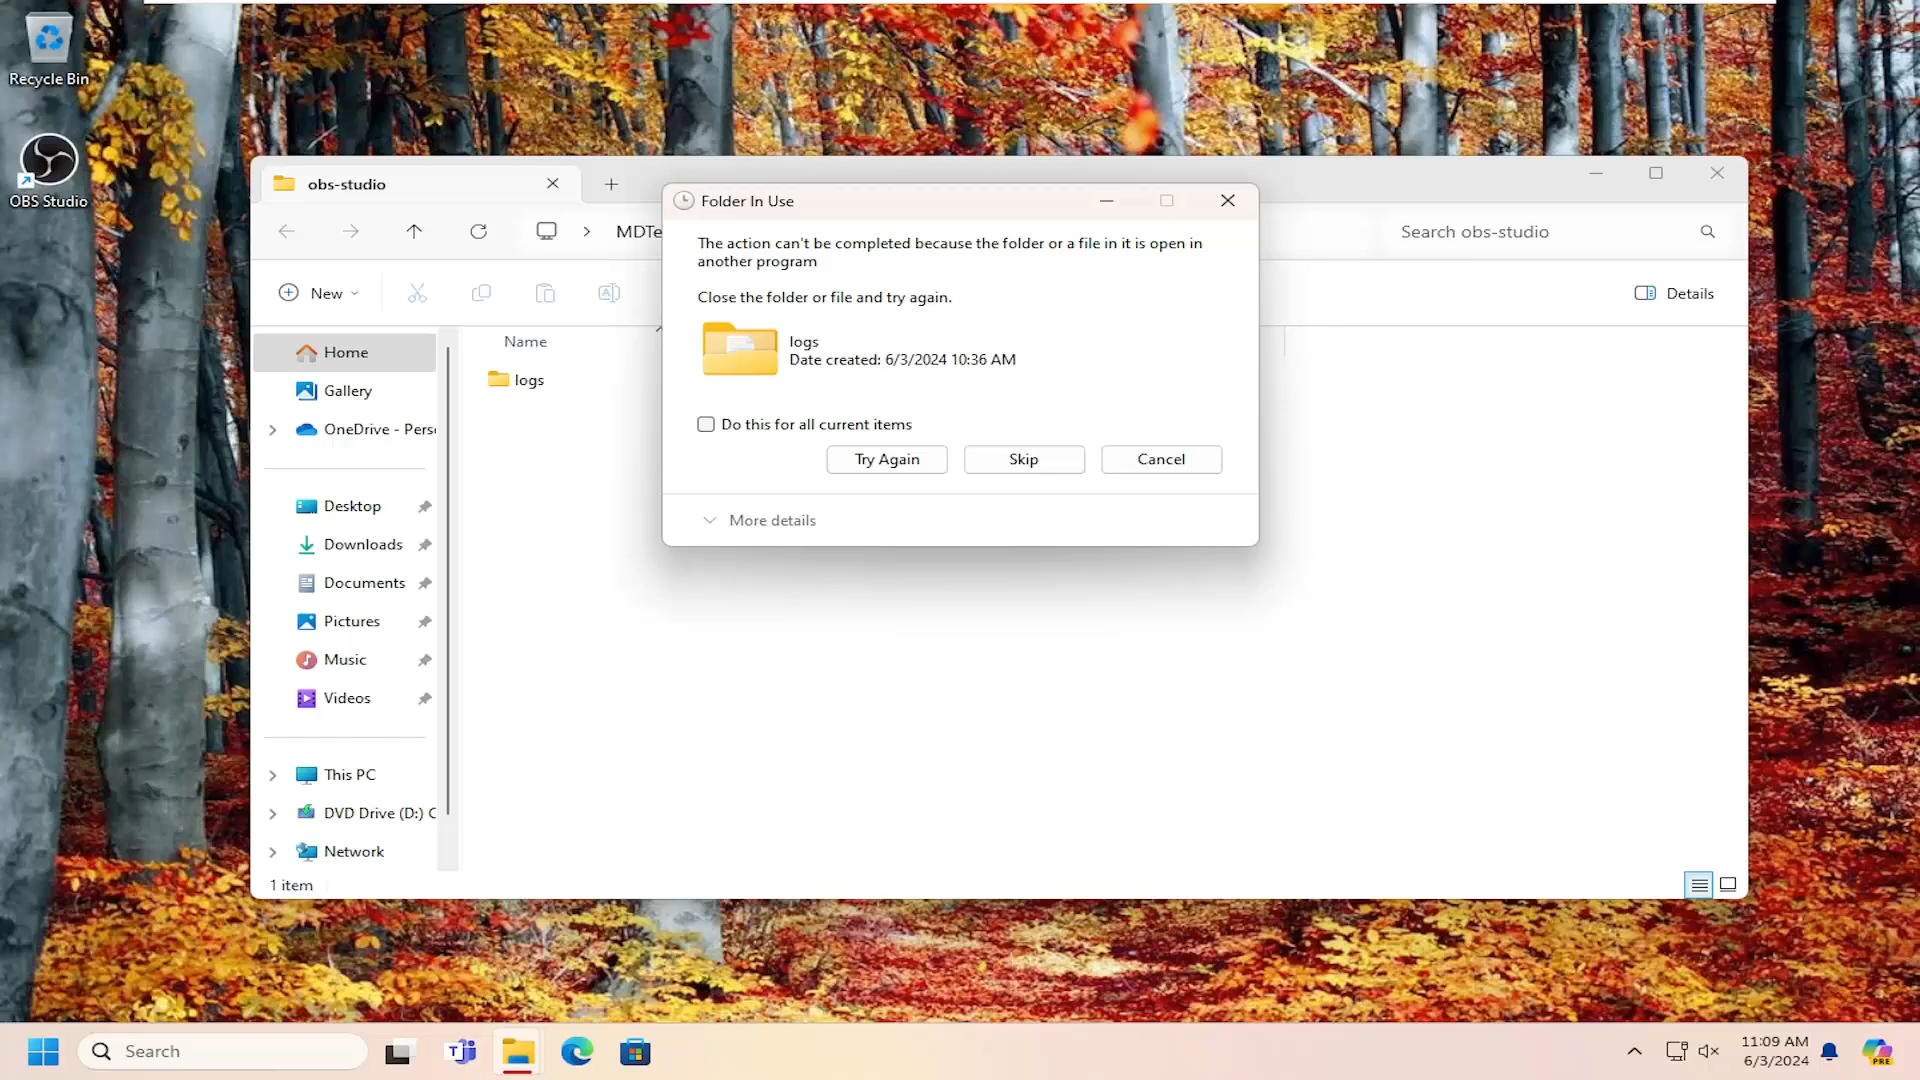 Recycle Bin
OBS Studio
obs-studio
MDTe
Search obs-studio
New
Details
Folder In Use
The action can't be completed because the folder or a file in it is open in
another program
Close the folder or file and try again.
logs
Date created: 6/3/2024 10:36 AM
Do this for all current items
Try Again
Skip
Cancel
More details
Home
Gallery
OneDrive - Perso
Desktop
Downloads
Documents
Pictures
Music
Videos
This PC
DVD Drive (D:) C
Network
Name
logs
1 item
Search
T
11:09 AM
6/3/2024
PRE